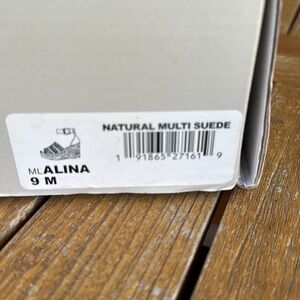 NATURAL MULTI SUEDE
1 91865 27161 9
MLALINA
9 M